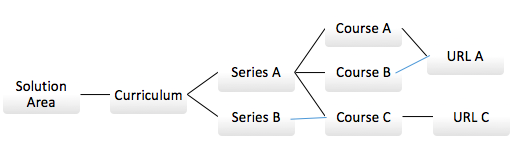 Solution
Area
Curriculum
Series A
Series B
Course A
Course B
Course C
URL A
URL C